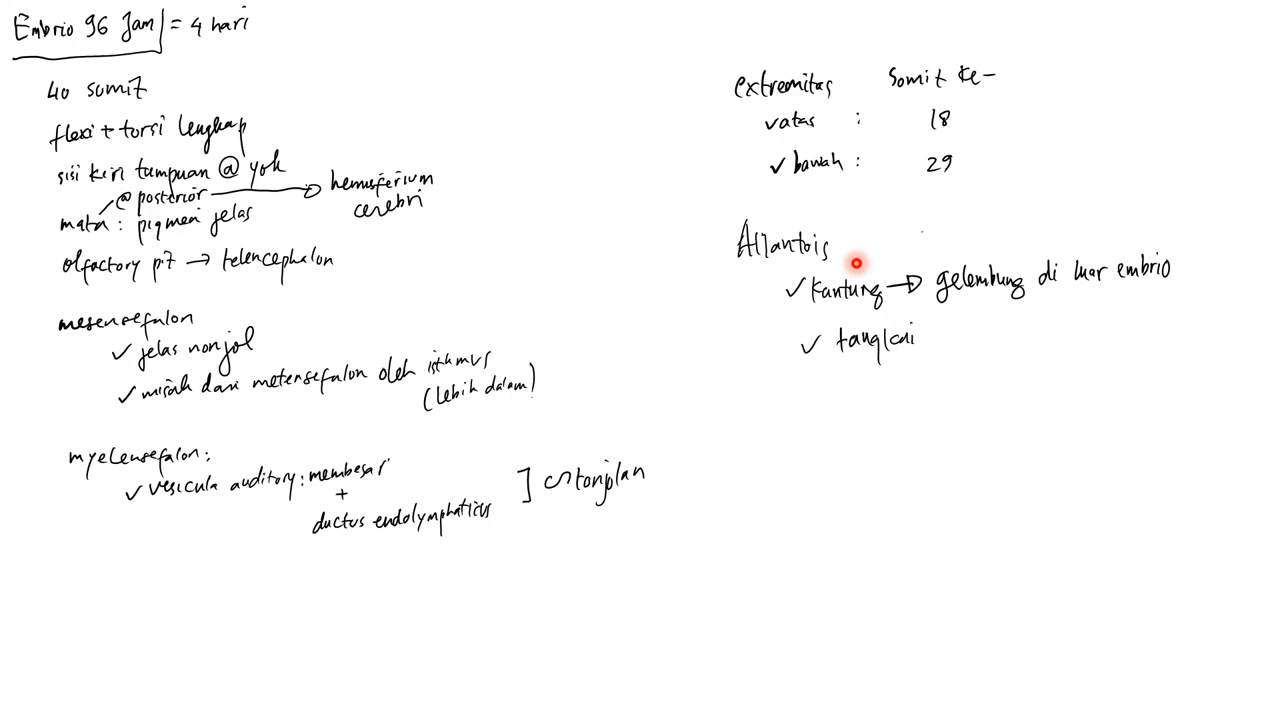 Embrio 96 Jam = 4 hari
40 somit
flexi + torsi lengkap
sisi kiri tumpuan @ yolk
@ posterior → hemisferium cerebri
mata : pigmen jelas
olfactory pit → telencephalon
mesensefalon
✓ jelas nonjol
✓ misah dari metensefalon oleh isthmus
(lebih dalam)
myelensefalon:
✓ vesicula auditory : membesar
+
ductus endolymphaticus
] ∽ tonjolan
extremitas Somit ke-
✓ atas : 18
✓ bawah : 29
Allantois
✓ kantung → gelembung di luar embrio
✓ tangkai